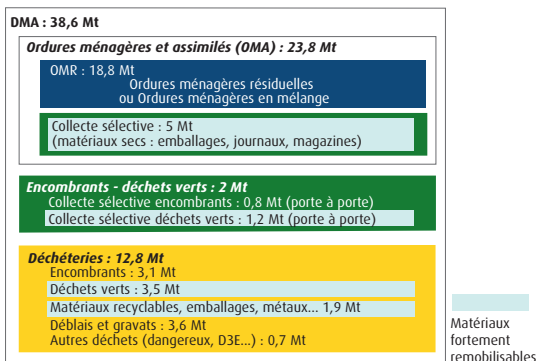 DMA : 38,6 Mt
Ordures ménagères et assimilés (OMA) : 23,8 Mt
OMR : 18,8 Mt
Ordures ménagères résiduelles
ou Ordures ménagères en mélange
Collecte sélective : 5 Mt
(matériaux secs : emballages, journaux, magazines)
Encombrants - déchets verts : 2 Mt
Collecte sélective encombrants : 0,8 Mt (porte à porte)
Collecte sélective déchets verts : 1,2 Mt (porte à porte)
Déchéteries : 12,8 Mt
Encombrants : 3,1 Mt
Déchets verts : 3,5 Mt
Matériaux recyclables, emballages, métaux... 1,9 Mt
Déblais et gravats : 3,6 Mt
Autres déchets (dangereux, D3E...) : 0,7 Mt
Matériaux
fortement
remobilisables